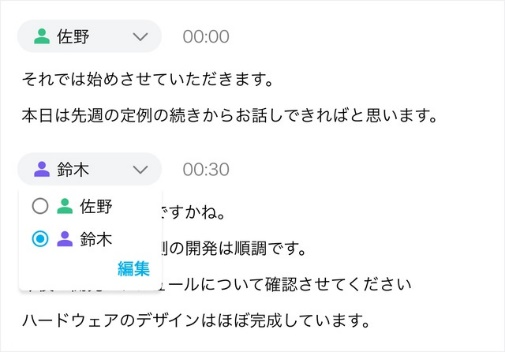 佐野 00:00
それでは始めさせていただきます。
本日は先週の定例の続きからお話しできればと思います。
鈴木 00:30
ですかね。
佐野
鈴木
側の開発は順調です。
編集
ュールについて確認させてください
ハードウェアのデザインはほぼ完成しています。